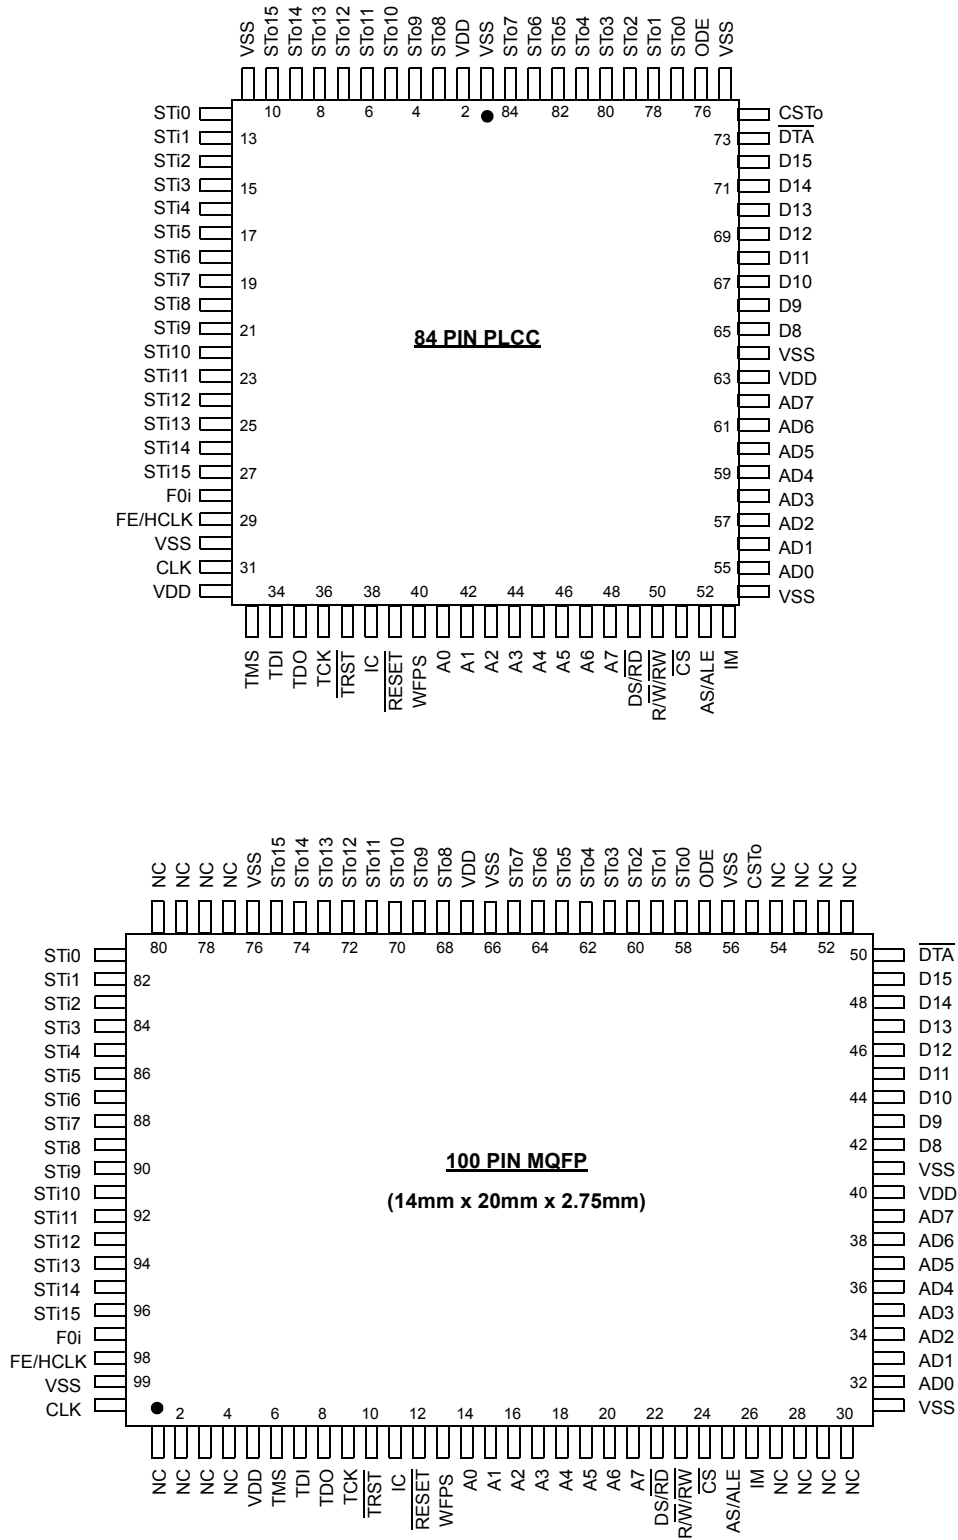 VSS STo15 STo14 STo13 STo12 STo11 STo10 STo9 STo8 VDD VSS STo7 STo6 STo5 STo4 STo3 STo2 STo1 STo0 ODE VSS
10 8 6 4 2 84 82 80 78 76
STi0 CSTo
STi1 13 73 DTA
STi2 D15
STi3 15 71 D14
STi4 D13
STi5 17 69 D12
STi6 D11
STi7 19 67 D10
STi8 D9
STi9 21 65 D8
STi10 VSS
STi11 23 63 VDD
STi12 AD7
STi13 25 61 AD6
STi14 AD5
STi15 27 59 AD4
F0i AD3
FE/HCLK 29 57 AD2
VSS AD1
CLK 31 55 AD0
VDD VSS
84 PIN PLCC
34 36 38 40 42 44 46 48 50 52
TMS TDI TDO TCK TRST IC RESET WFPS A0 A1 A2 A3 A4 A5 A6 A7 DS/RD R/W/RW CS AS/ALE IM
NC NC NC NC VSS STo15 STo14 STo13 STo12 STo11 STo10 STo9 STo8 VDD VSS STo7 STo6 STo5 STo4 STo3 STo2 STo1 STo0 ODE VSS CSTo NC NC NC NC
80 78 76 74 72 70 68 66 64 62 60 58 56 54 52
STi0 50 DTA
STi1 82 D15
STi2 48 D14
STi3 84 D13
STi4 46 D12
STi5 86 D11
STi6 44 D10
STi7 88 D9
STi8 42 D8
STi9 90 VSS
STi10 40 VDD
STi11 92 AD7
STi12 38 AD6
STi13 94 AD5
STi14 36 AD4
STi15 96 AD3
F0i 34 AD2
FE/HCLK 98 AD1
VSS 99 32 AD0
CLK VSS
100 PIN MQFP
(14mm x 20mm x 2.75mm)
2 4 6 8 10 12 14 16 18 20 22 24 26 28 30
NC NC NC NC VDD TMS TDI TDO TCK TRST IC RESET WFPS A0 A1 A2 A3 A4 A5 A6 A7 DS/RD R/W/RW CS AS/ALE IM NC NC NC NC